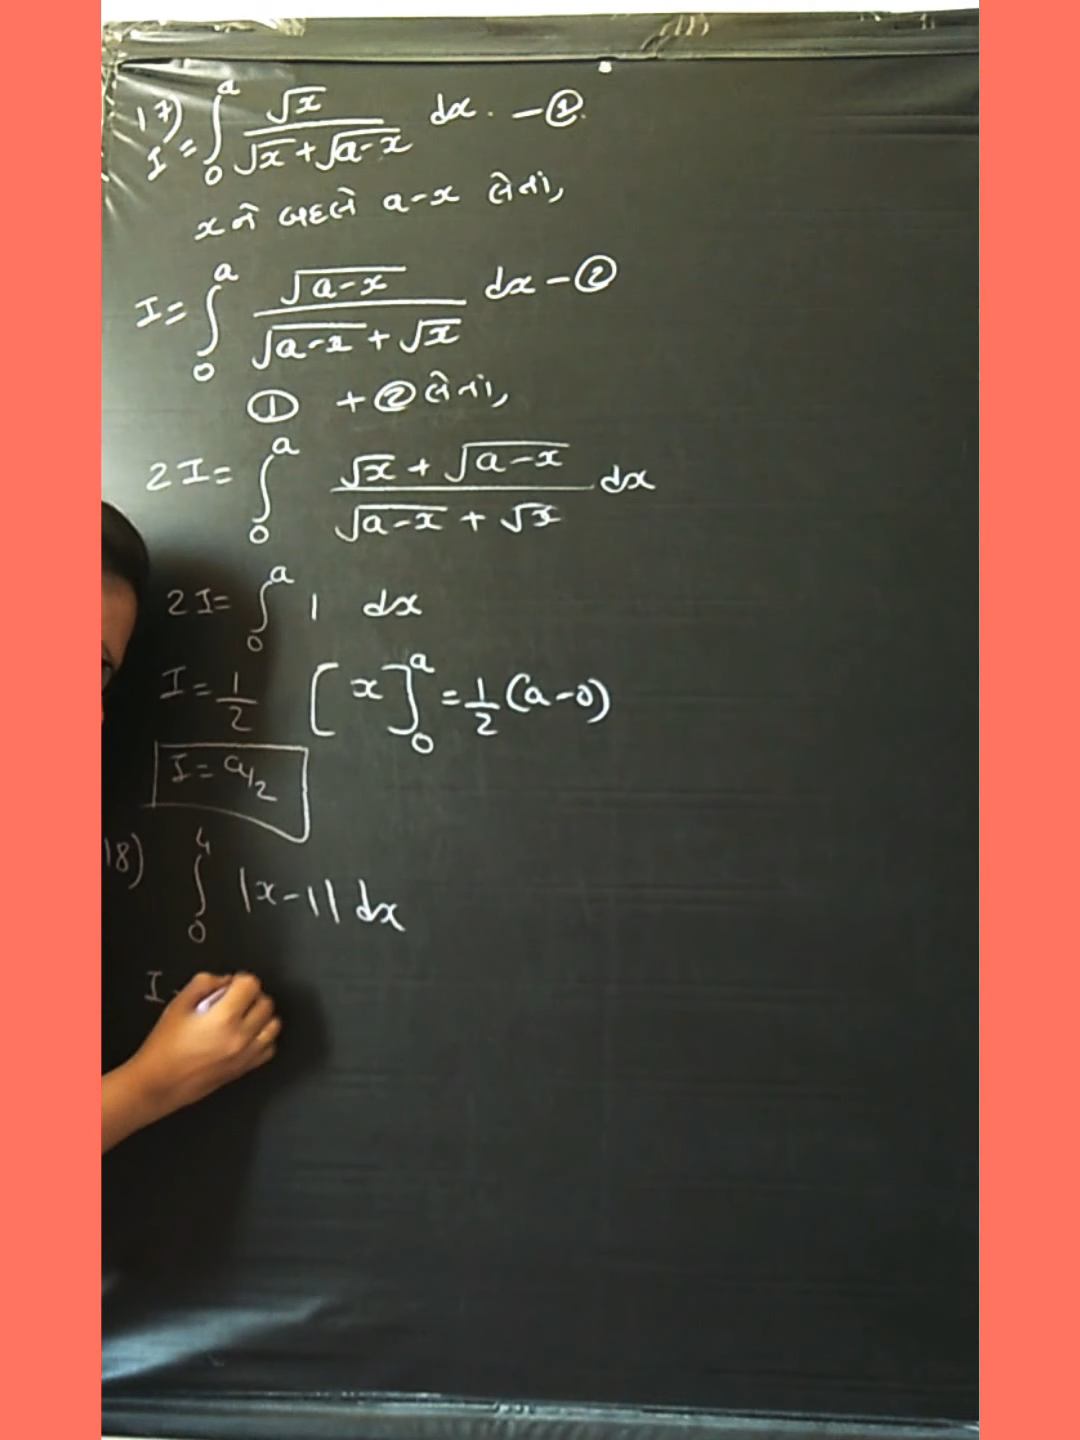 17)
I = ∫₀ᵃ √x / (√x + √(a-x)) dx. - ①
x ને બદલે a-x લેતાં,
I = ∫₀ᵃ √(a-x) / (√(a-x) + √x) dx - ②
① + ② લેતાં,
2I = ∫₀ᵃ (√x + √(a-x)) / (√(a-x) + √x) dx
2I = ∫₀ᵃ 1 dx
I = 1/2 [x]₀ᵃ = 1/2 (a-0)
I = a/2
18) ∫₀⁴ |x-1| dx
I